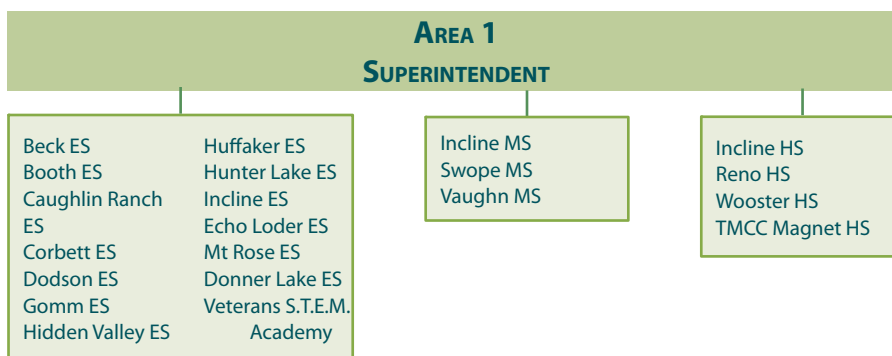 AREA 1
SUPERINTENDENT
Beck ES
Booth ES
Caughlin Ranch
ES
Corbett ES
Dodson ES
Gomm ES
Hidden Valley ES
Huffaker ES
Hunter Lake ES
Incline ES
Echo Loder ES
Mt Rose ES
Donner Lake ES
Veterans S.T.E.M.
Academy
Incline MS
Swope MS
Vaughn MS
Incline HS
Reno HS
Wooster HS
TMCC Magnet HS